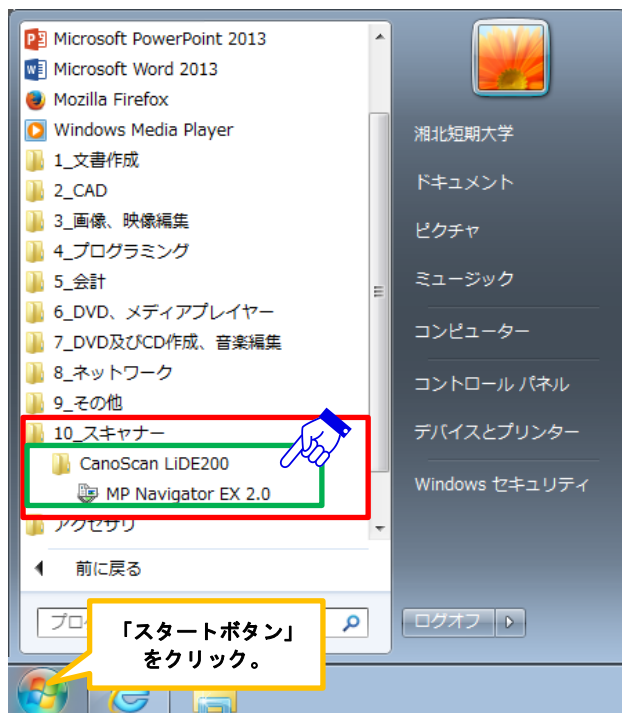 Microsoft PowerPoint 2013
Microsoft Word 2013
Mozilla Firefox
Windows Media Player
1_文書作成
2_CAD
3_画像、映像編集
4_プログラミング
5_会計
6_DVD、メディアプレイヤー
7_DVD及びCD作成、音楽編集
8_ネットワーク
9_その他
10_スキャナー
CanoScan LiDE200
MP Navigator EX 2.0
アクセサリ
前に戻る
プロ
「スタートボタン」
をクリック。
湘北短期大学
ドキュメント
ピクチャ
ミュージック
コンピューター
コントロール パネル
デバイスとプリンター
Windows セキュリティ
ログオフ